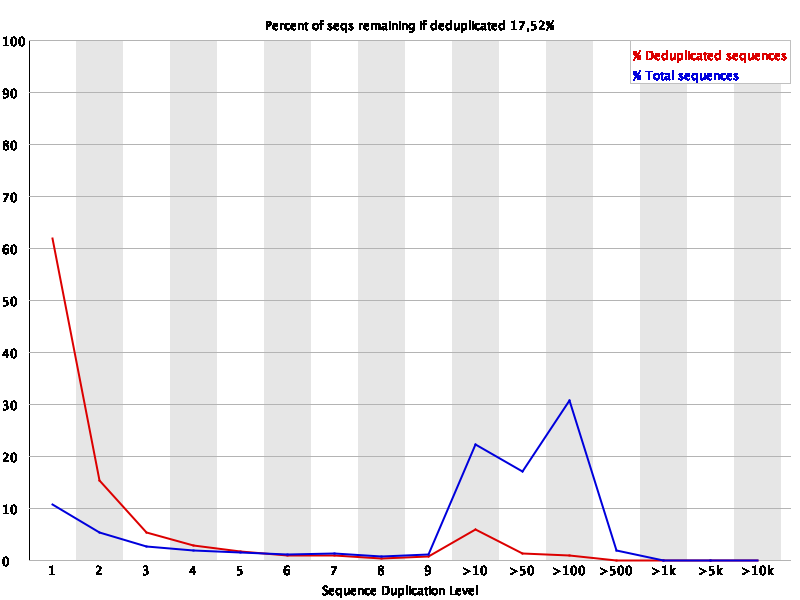 Percent of seqs remaining if deduplicated 17,52%
% Deduplicated sequences
% Total sequences
100
90
80
70
60
50
40
30
20
10
0
1 2 3 4 5 6 7 8 9 >10 >50 >100 >500 >1k >5k >10k
Sequence Duplication Level